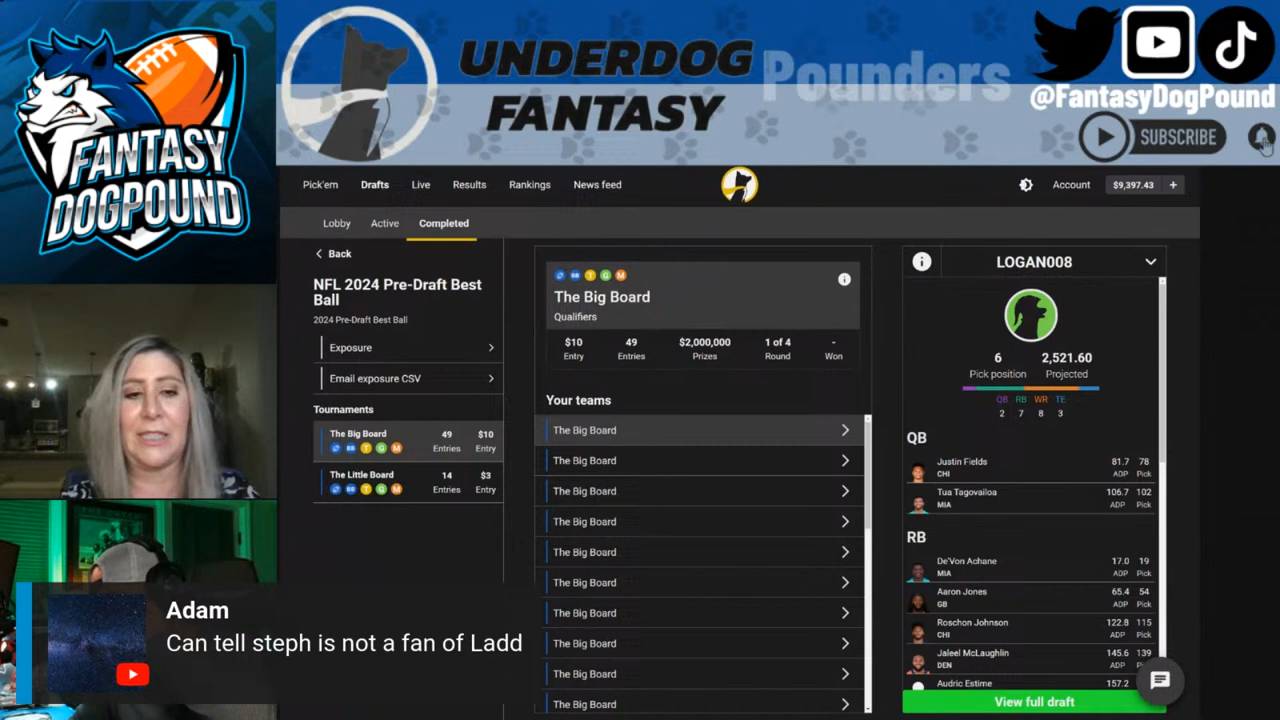 FANTASY
DOGPOUND
UNDERDOG
FANTASY
Pounders
@FantasyDogPound
SUBSCRIBE
Pick'em
Drafts
Live
Results
Rankings
News feed
Account
$9,397.43 +
Lobby
Active
Completed
Back
NFL 2024 Pre-Draft Best
Ball
2024 Pre-Draft Best Ball
Exposure
Email exposure CSV
Tournaments
The Big Board
49
Entries
$10
Entry
The Little Board
14
Entries
$3
Entry
The Big Board
Qualifiers
$10
Entry
49
Entries
$2,000,000
Prizes
1 of 4
Round
-
Won
Your teams
The Big Board
The Big Board
The Big Board
The Big Board
The Big Board
The Big Board
The Big Board
The Big Board
The Big Board
The Big Board
LOGAN008
6
Pick position
2,521.60
Projected
QB RB WR TE
2 7 8 3
QB
Justin Fields 81.7 78
CHI ADP Pick
Tua Tagovailoa 106.7 102
MIA ADP Pick
RB
De'Von Achane 17.0 19
MIA ADP Pick
Aaron Jones 65.4 54
GB ADP Pick
Roschon Johnson 122.8 115
CHI ADP Pick
Jaleel McLaughlin 145.6 139
DEN ADP Pick
Audric Estime 157.2
View full draft
Adam
Can tell steph is not a fan of Ladd